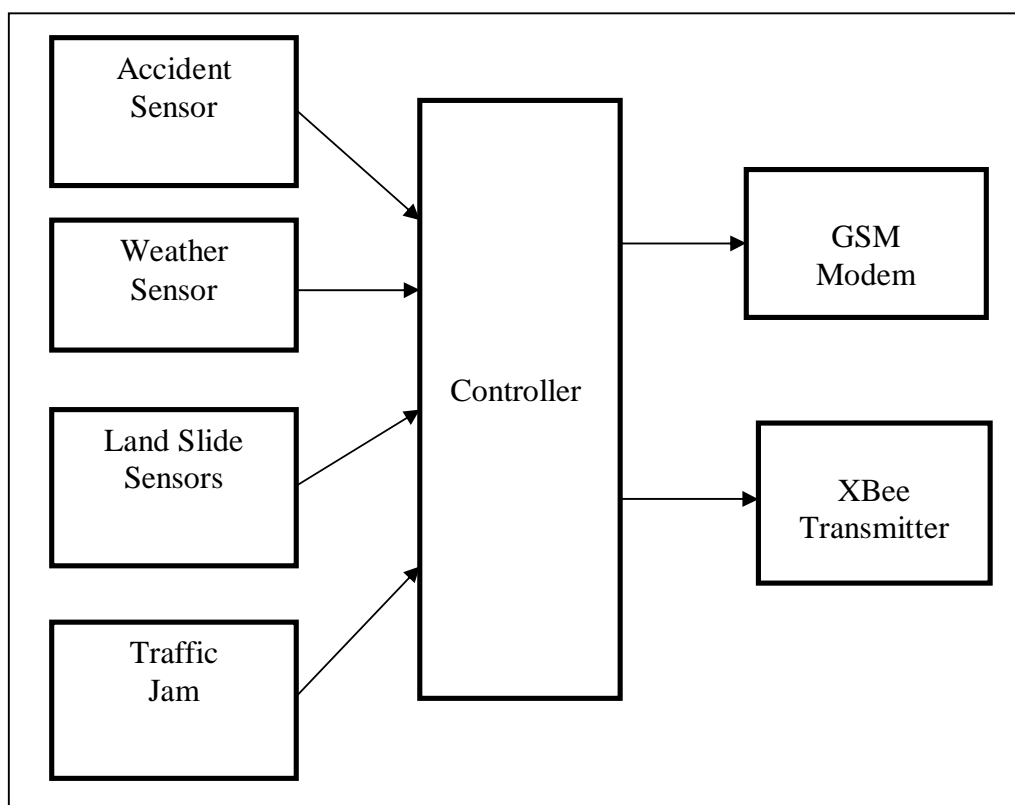 Accident
Sensor
Weather
Sensor
Land Slide
Sensors
Traffic
Jam
Controller
GSM
Modem
XBee
Transmitter